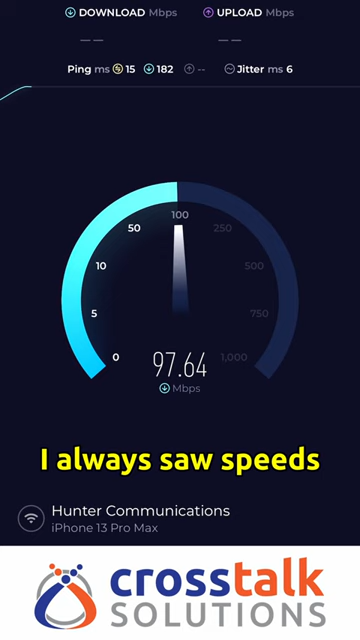 DOWNLOAD Mbps UPLOAD Mbps
— — — —
Ping ms 15 182 -- Jitter ms 6
100
50 250
10 500
5 750
0 1,000
97.64
Mbps
I always saw speeds
Hunter Communications
iPhone 13 Pro Max
crosstalk
SOLUTIONS